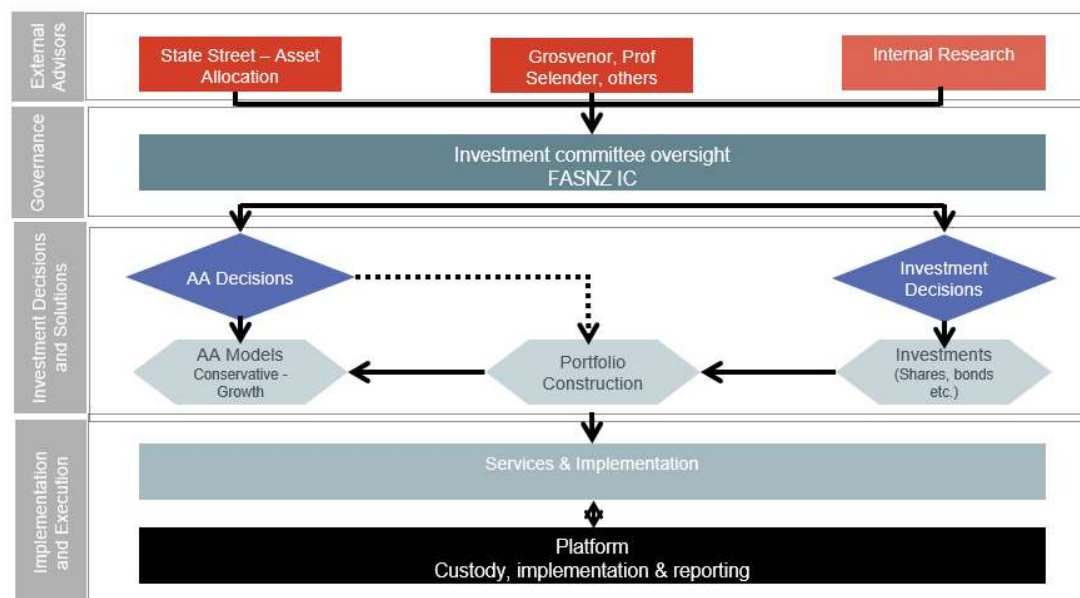 External
Advisors
State Street – Asset
Allocation
Grosvenor, Prof
Selender, others
Internal Research
Governance
Investment committee oversight
FASNZ IC
Investment Decisions
and Solutions
AA Decisions
Investment
Decisions
AA Models
Conservative -
Growth
Portfolio
Construction
Investments
(Shares, bonds
etc.)
Implementation
and Execution
Services & Implementation
Platform
Custody, implementation & reporting